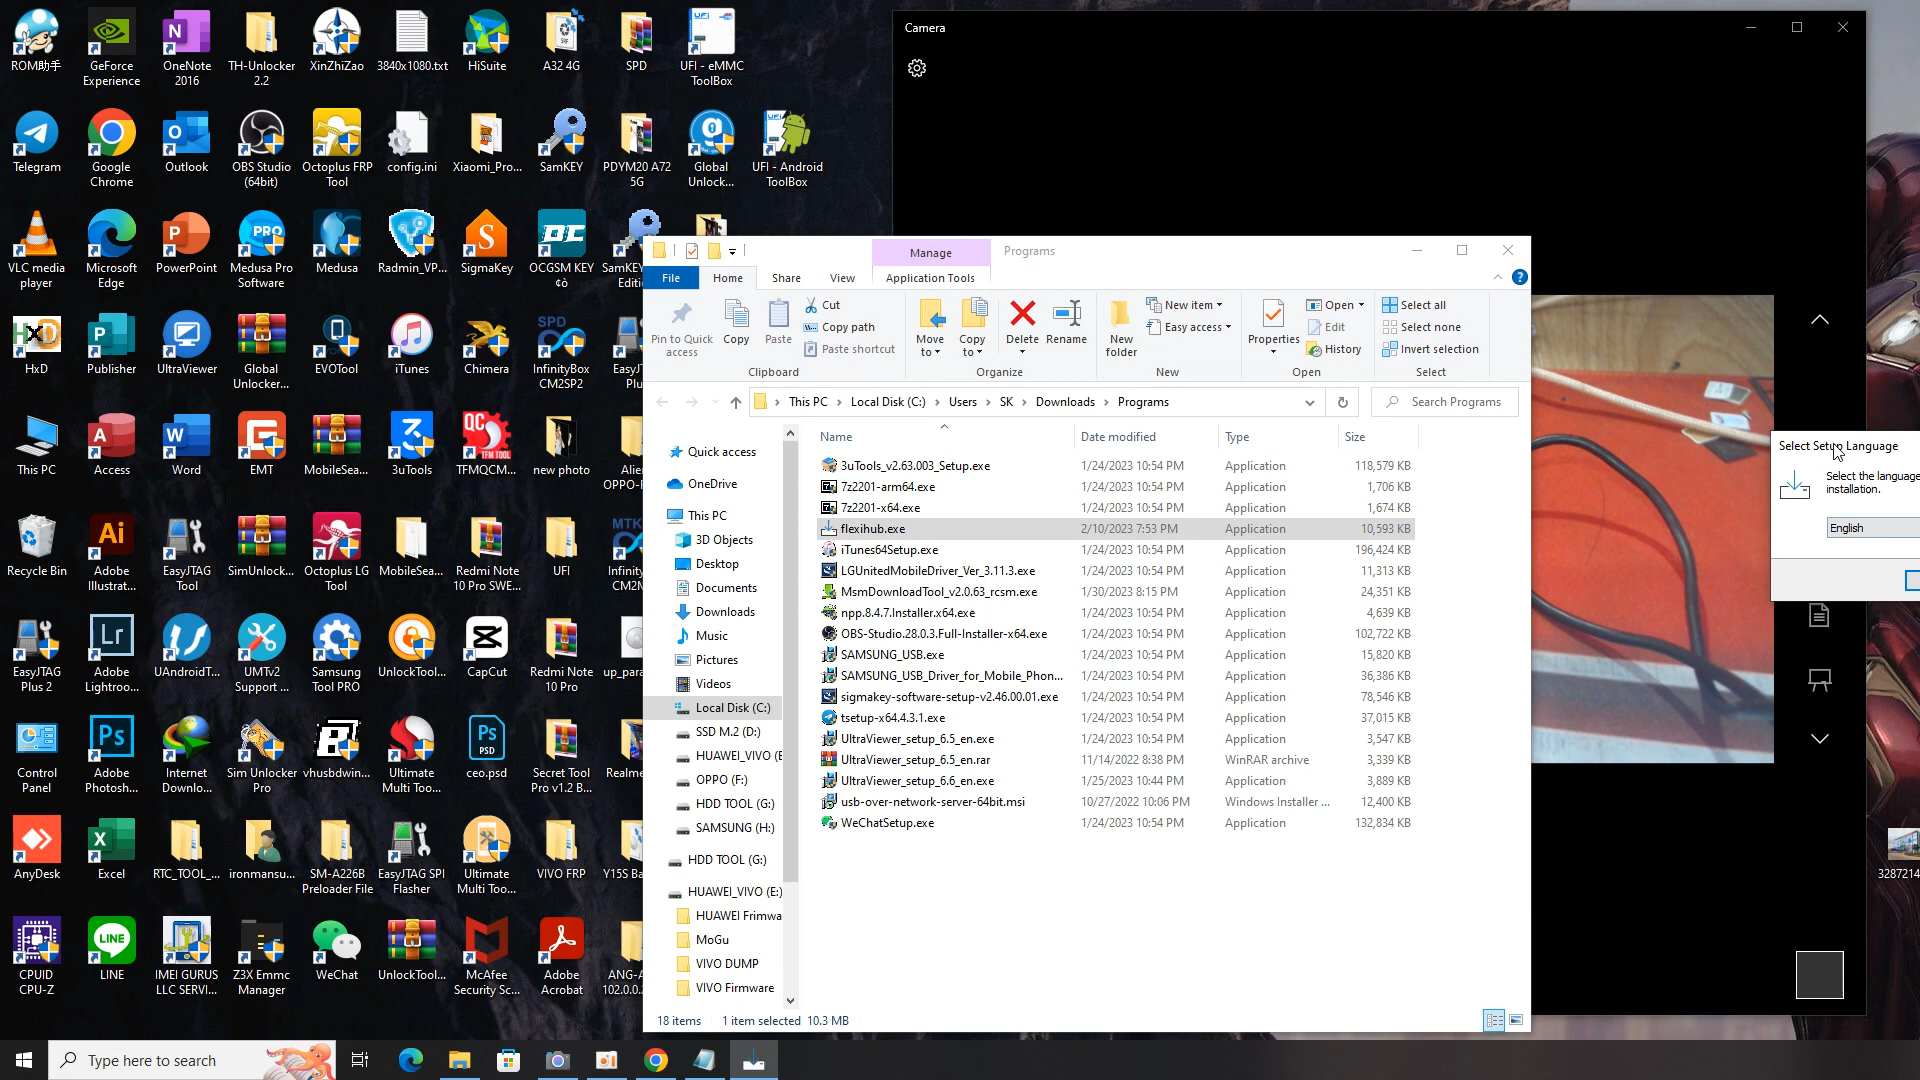 ROM助手
GeForce Experience
OneNote 2016
TH-Unlocker 2.2
XinZhiZao
3840x1080.txt
HiSuite
A32 4G
SPD
UFI - eMMC ToolBox
Telegram
Google Chrome
Outlook
OBS Studio (64bit)
Octoplus FRP Tool
config.ini
Xiaomi_Pro...
SamKEY
PDYM20 A72 5G
Global Unlock...
UFI - Android ToolBox
VLC media player
Microsoft Edge
PowerPoint
Medusa Pro Software
Medusa
Radmin_VP...
SigmaKey
OCGSM KEY ¢ò
SamKEY Editi
HxD
Publisher
UltraViewer
Global Unlocker...
EVOTool
iTunes
Chimera
InfinityBox CM2SP2
EasyJ Plu
This PC
Access
Word
EMT
MobileSea...
3uTools
TFMQCM...
new photo
Alie OPPO-F
Recycle Bin
Adobe Illustrat...
EasyJTAG Tool
SimUnlock...
Octoplus LG Tool
MobileSea...
Redmi Note 10 Pro SWE...
UFI
Infinit CM2M
EasyJTAG Plus 2
Adobe Lightroo...
UAndroidT...
UMTv2 Support ...
Samsung Tool PRO
UnlockTool...
CapCut
Redmi Note 10 Pro
up_para
Control Panel
Adobe Photosh...
Internet Downlo...
Sim Unlocker Pro
vhusbdwin...
Ultimate Multi Too...
ceo.psd
Secret Tool Pro v1.2 B...
Realme
AnyDesk
Excel
RTC_TOOL_...
ironmansu...
SM-A226B Preloader File
EasyJTAG SPI Flasher
Ultimate Multi Too...
VIVO FRP
Y15S Ba
CPUID CPU-Z
LINE
IMEI GURUS LLC SERVI...
Z3X Emmc Manager
WeChat
UnlockTool...
McAfee Security Sc...
Adobe Acrobat
ANG-A 102.0.0.
Camera
Manage
Programs
File
Home
Share
View
Application Tools
Pin to Quick access
Copy
Paste
Cut
Copy path
Paste shortcut
Clipboard
Move to
Copy to
Delete
Rename
Organize
New folder
New item
Easy access
New
Properties
Open
Edit
History
Open
Select all
Select none
Invert selection
Select
This PC
Local Disk (C:)
Users
SK
Downloads
Programs
Search Programs
Quick access
OneDrive
This PC
3D Objects
Desktop
Documents
Downloads
Music
Pictures
Videos
Local Disk (C:)
SSD M.2 (D:)
HUAWEI_VIVO (E
OPPO (F:)
HDD TOOL (G:)
SAMSUNG (H:)
HDD TOOL (G:)
HUAWEI_VIVO (E:)
HUAWEI Frimwa
MoGu
VIVO DUMP
VIVO Firmware
Name Date modified Type Size
3uTools_v2.63.003_Setup.exe 1/24/2023 10:54 PM Application 118,579 KB
7z2201-arm64.exe 1/24/2023 10:54 PM Application 1,706 KB
7z2201-x64.exe 1/24/2023 10:54 PM Application 1,674 KB
flexihub.exe 2/10/2023 7:53 PM Application 10,593 KB
iTunes64Setup.exe 1/24/2023 10:54 PM Application 196,424 KB
LGUnitedMobileDriver_Ver_3.11.3.exe 1/24/2023 10:54 PM Application 11,313 KB
MsmDownloadTool_v2.0.63_rcsm.exe 1/30/2023 8:15 PM Application 24,351 KB
npp.8.4.7.Installer.x64.exe 1/24/2023 10:54 PM Application 4,639 KB
OBS-Studio.28.0.3.Full-Installer-x64.exe 1/24/2023 10:54 PM Application 102,722 KB
SAMSUNG_USB.exe 1/24/2023 10:54 PM Application 15,820 KB
SAMSUNG_USB_Driver_for_Mobile_Phon... 1/24/2023 10:54 PM Application 36,386 KB
sigmakey-software-setup-v2.46.00.01.exe 1/24/2023 10:54 PM Application 78,546 KB
tsetup-x64.4.3.1.exe 1/24/2023 10:54 PM Application 37,015 KB
UltraViewer_setup_6.5_en.exe 1/24/2023 10:54 PM Application 3,547 KB
UltraViewer_setup_6.5_en.rar 11/14/2022 8:38 PM WinRAR archive 3,339 KB
UltraViewer_setup_6.6_en.exe 1/25/2023 10:44 PM Application 3,889 KB
usb-over-network-server-64bit.msi 10/27/2022 10:06 PM Windows Installer ... 12,400 KB
WeChatSetup.exe 1/24/2023 10:54 PM Application 132,834 KB
18 items 1 item selected 10.3 MB
Select Setup Language
Select the language
installation.
English
3287214
Type here to search